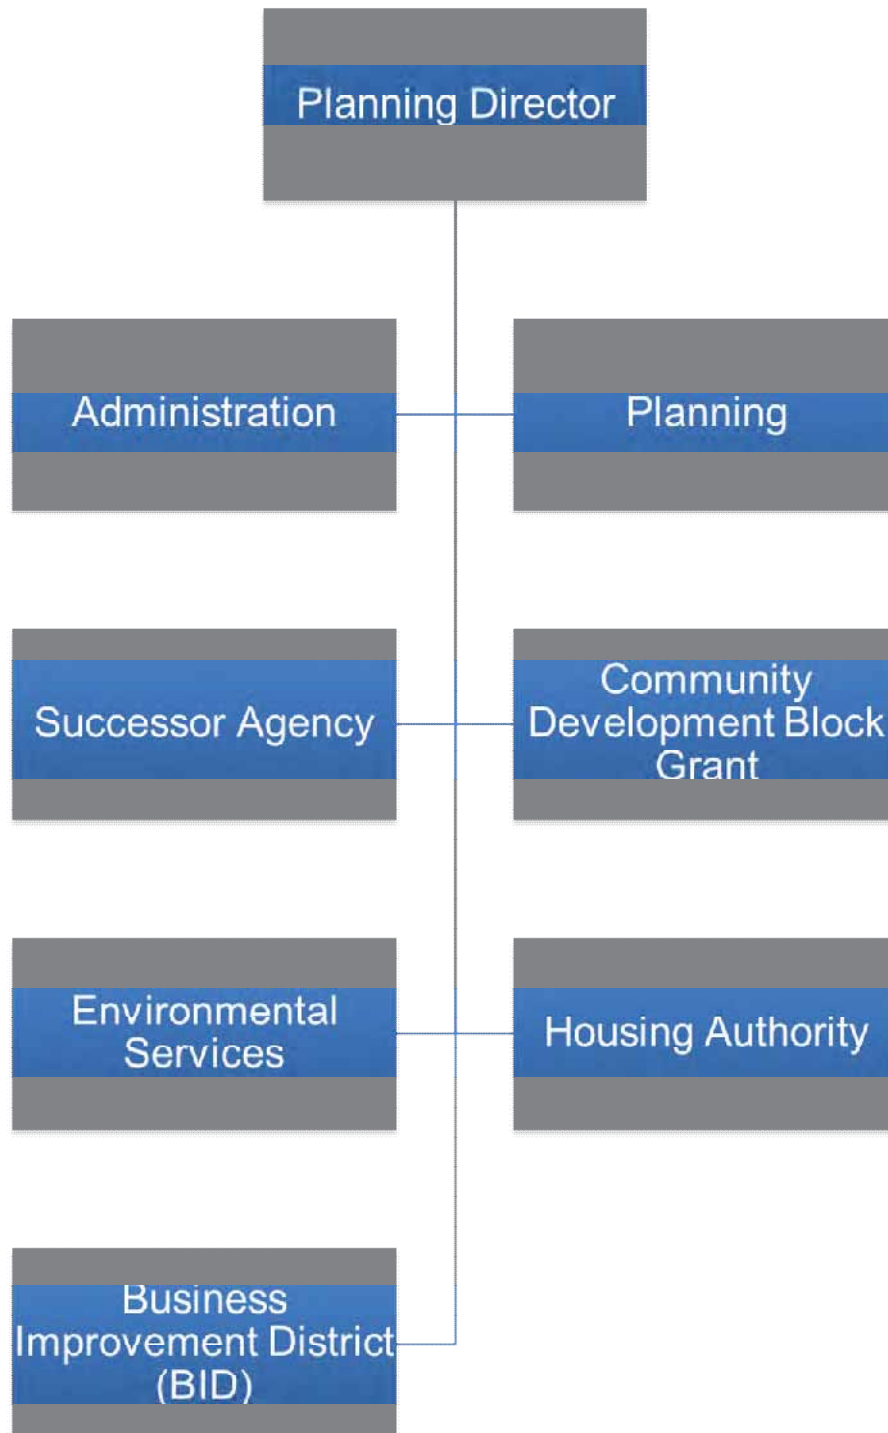 Planning Director
Administration
Planning
Successor Agency
Community
Development Block
Grant
Environmental
Services
Housing Authority
Business
Improvement District
(BID)